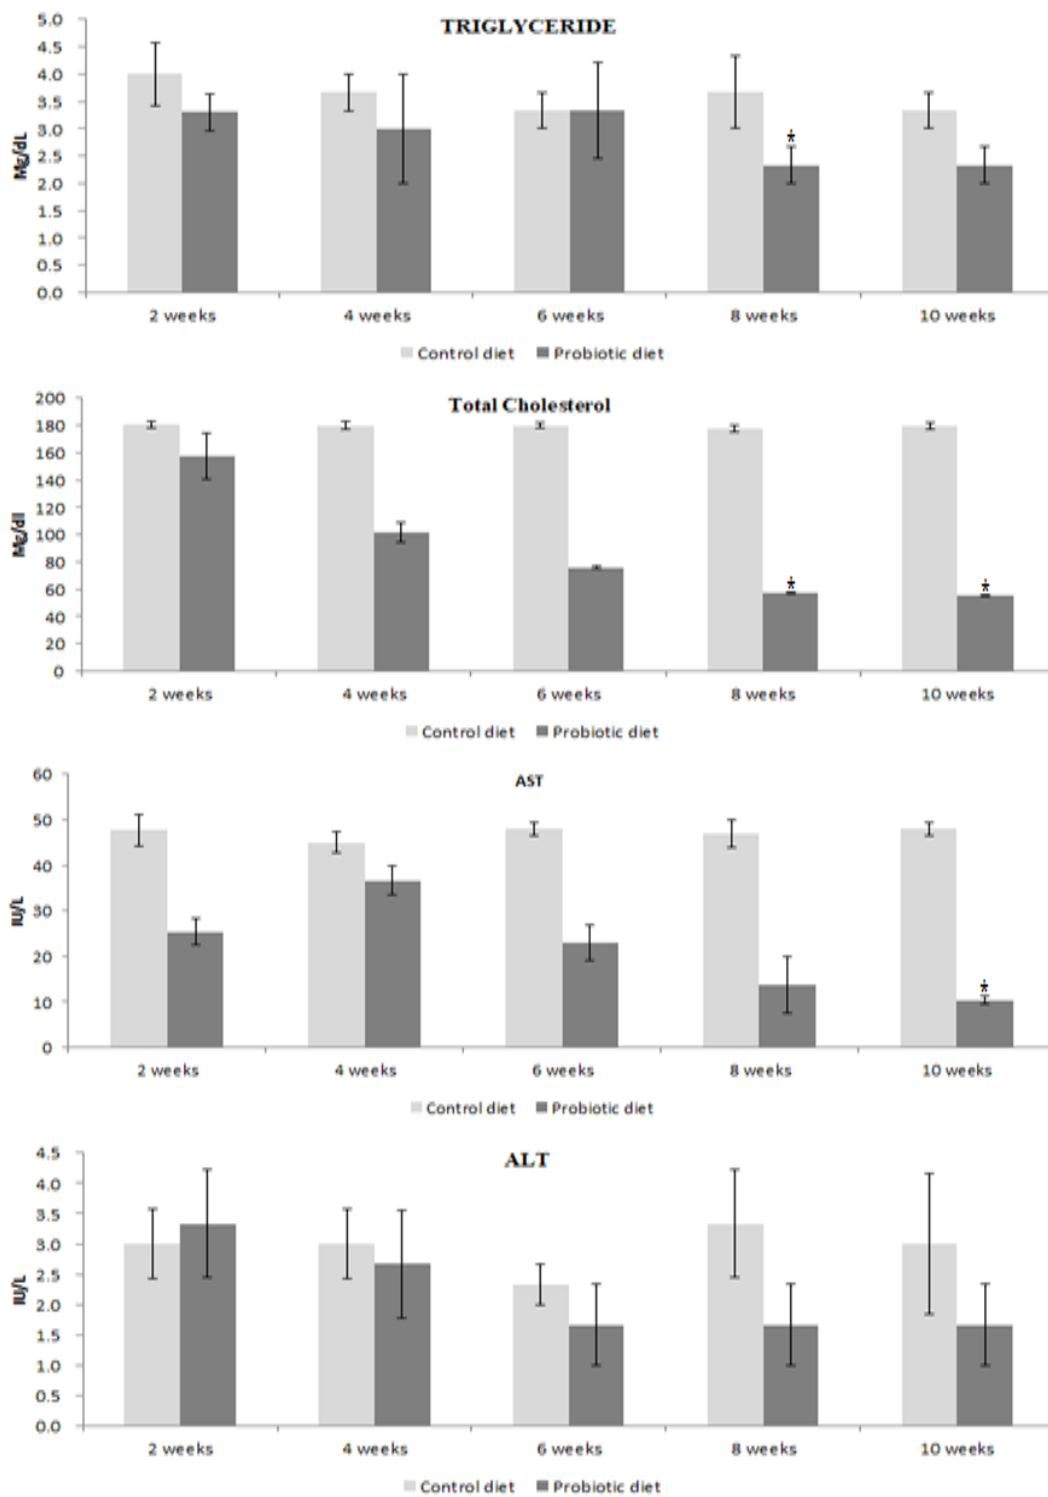 TRIGLYCERIDE
Mg/dL
5.0
4.5
4.0
3.5
3.0
2.5
2.0
1.5
1.0
0.5
0.0
*
2 weeks 4 weeks 6 weeks 8 weeks 10 weeks
Control diet Probiotic diet
Total Cholesterol
Mg/dl
200
180
160
140
120
100
80
60
40
20
0
* *
2 weeks 4 weeks 6 weeks 8 weeks 10 weeks
Control diet Probiotic diet
AST
IU/L
60
50
40
30
20
10
0
*
2 weeks 4 weeks 6 weeks 8 weeks 10 weeks
Control diet Probiotic diet
ALT
IU/L
4.5
4.0
3.5
3.0
2.5
2.0
1.5
1.0
0.5
0.0
2 weeks 4 weeks 6 weeks 8 weeks 10 weeks
Control diet Probiotic diet